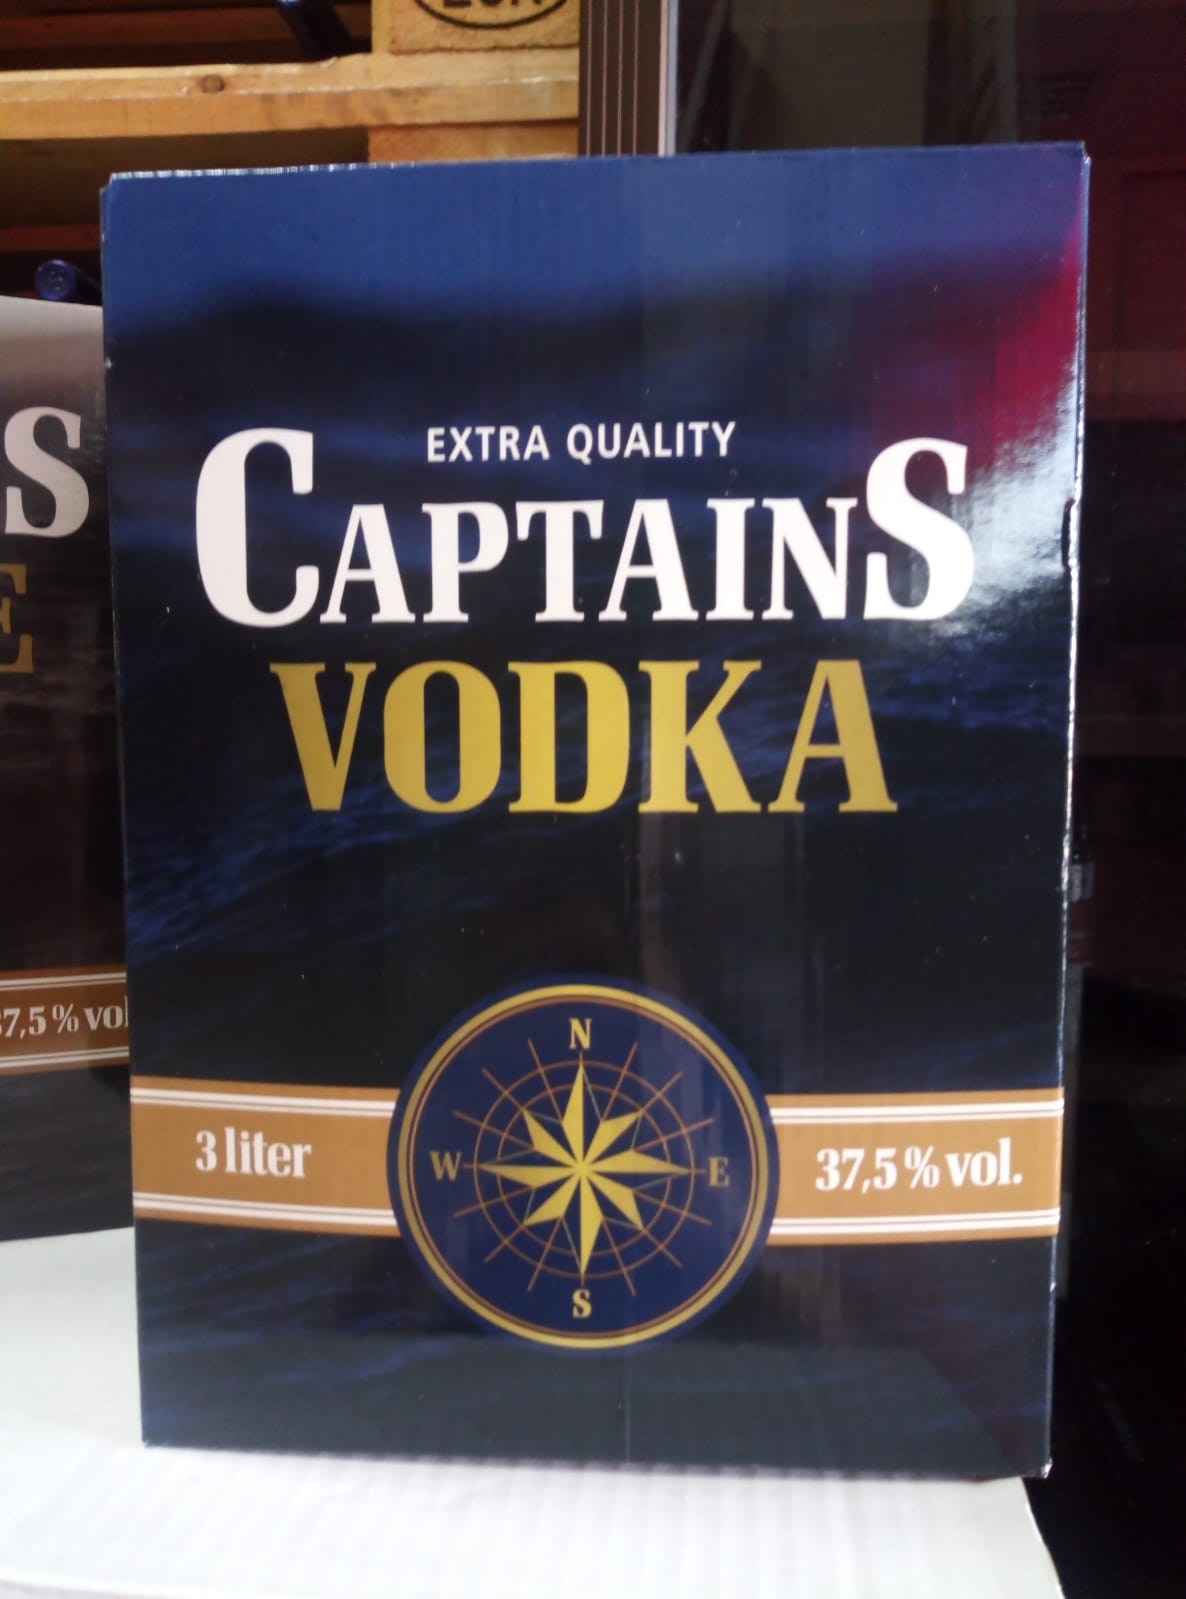 EXTRA QUALITY
CAPTAINS
VODKA
N
W
E
S
3 liter
37,5 % vol.
S
E
37,5 % vol